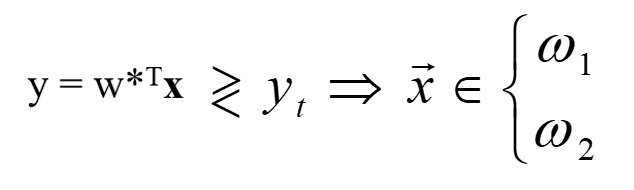 y = w*ᵀx ≷ yₜ ⇒ x⃗ ∈ { ω₁
ω₂